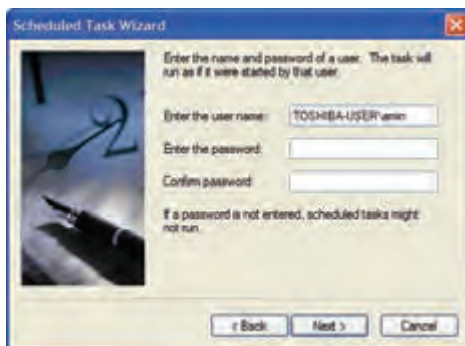 Scheduled Task Wizard
Enter the name and password of a user. The task will
run as if it were started by that user.
Enter the user name:
TOSHIBA-USER\amin
Enter the password:
Confirm password:
If a password is not entered, scheduled tasks might
not run.
< Back
Next >
Cancel